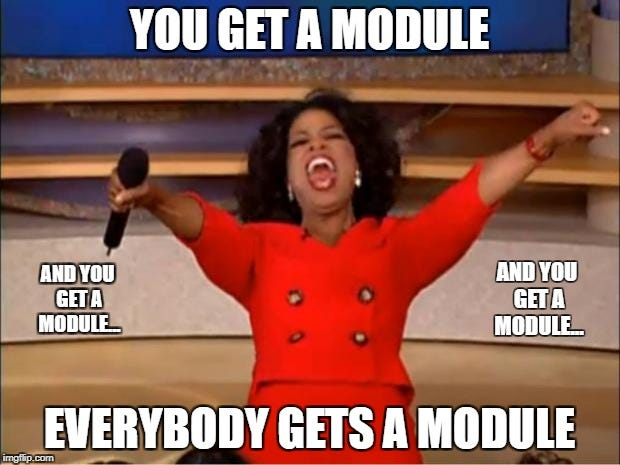 YOU GET A MODULE
AND YOU
GET A
MODULE...
AND YOU
GET A
MODULE...
EVERYBODY GETS A MODULE
imgflip.com